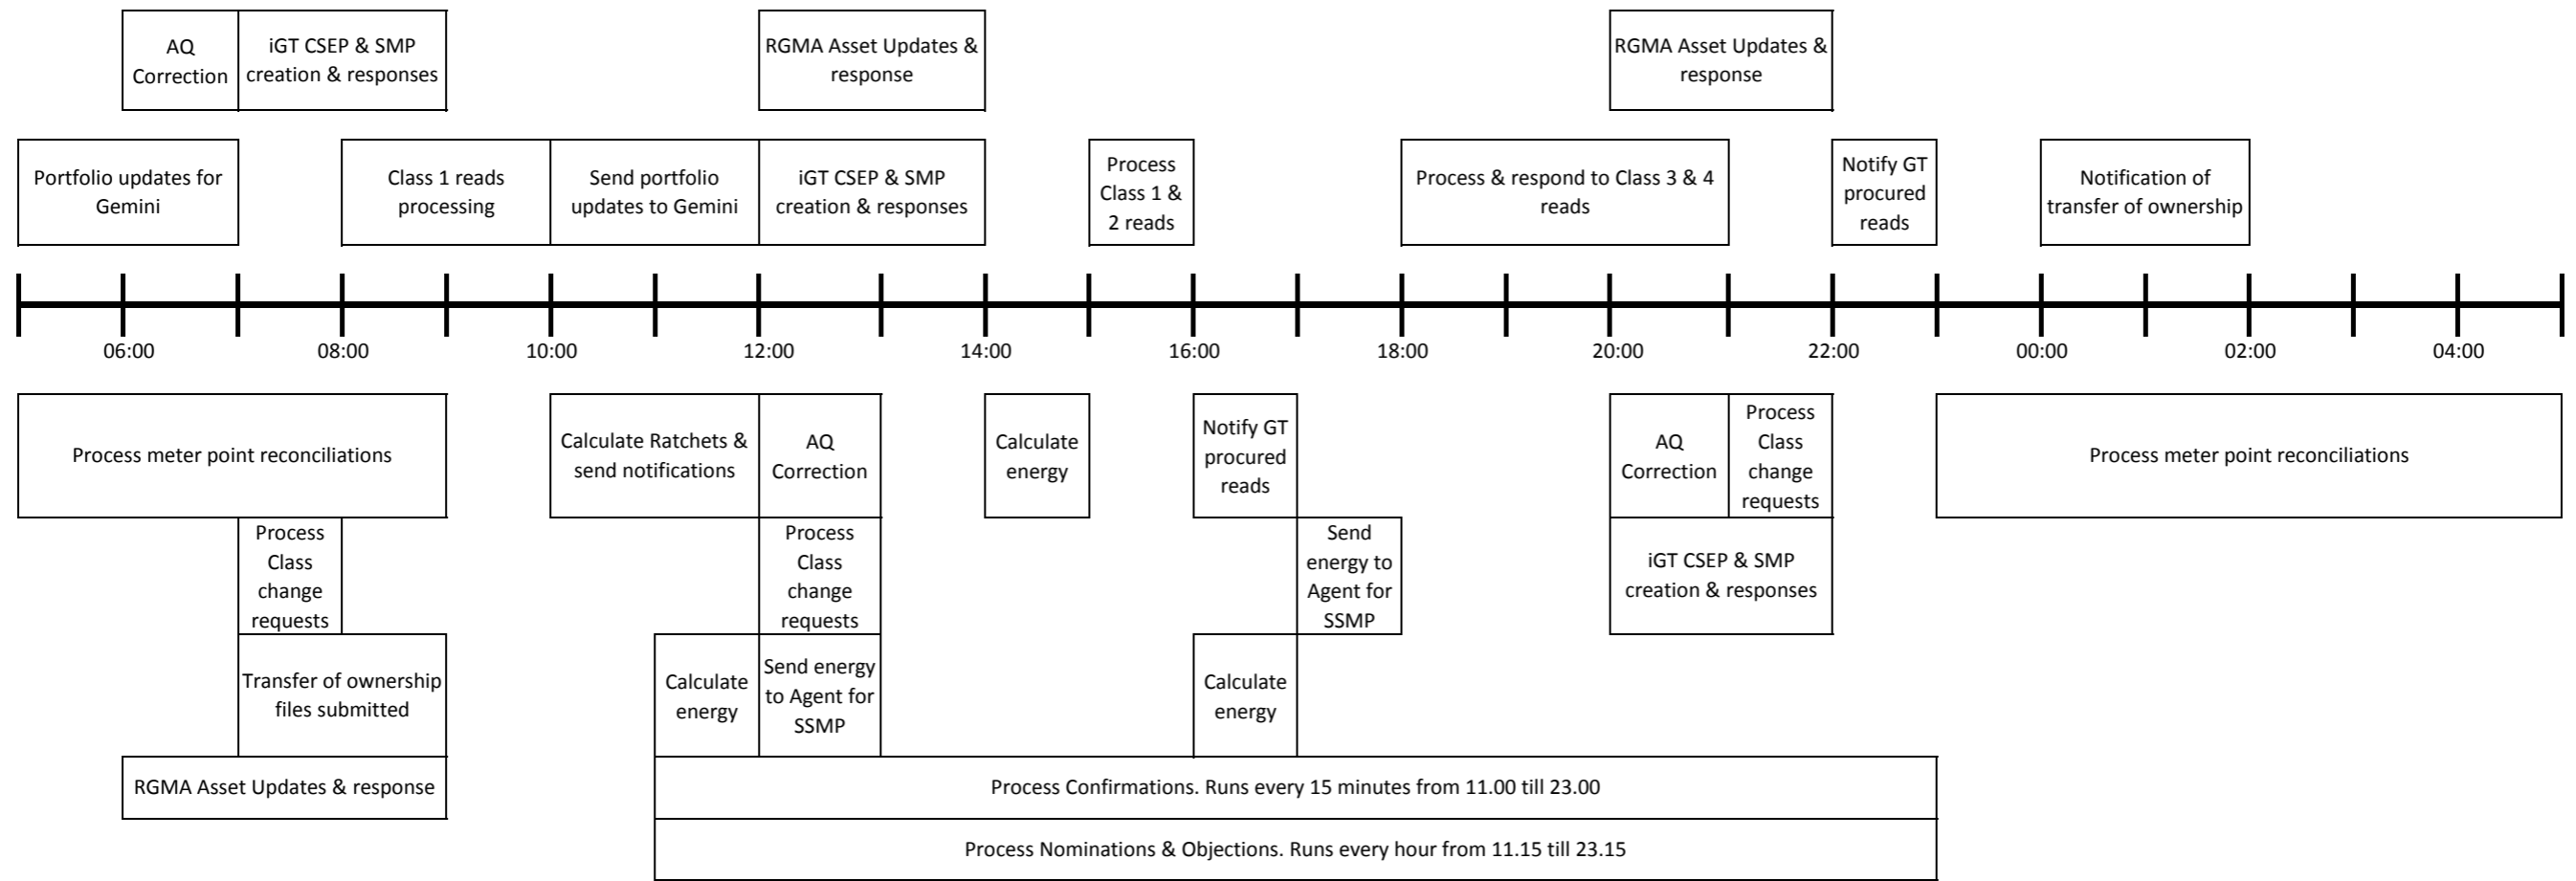 AQ
Correction
iGT CSEP & SMP
creation & responses
RGMA Asset Updates &
response
RGMA Asset Updates &
response
Portfolio updates for
Gemini
Class 1 reads
processing
Send portfolio
updates to Gemini
iGT CSEP & SMP
creation & responses
Process
Class 1 &
2 reads
Process & respond to Class 3 & 4
reads
Notify GT
procured
reads
Notification of
transfer of ownership
06:00
08:00
10:00
12:00
14:00
16:00
18:00
20:00
22:00
00:00
02:00
04:00
Process meter point reconciliations
Calculate Ratchets &
send notifications
AQ
Correction
Calculate
energy
Notify GT
procured
reads
AQ
Correction
Process
Class
change
requests
Process meter point reconciliations
Process
Class
change
requests
Process
Class
change
requests
Send
energy to
Agent for
SSMP
iGT CSEP & SMP
creation & responses
Transfer of ownership
files submitted
Calculate
energy
Send energy
to Agent for
SSMP
Calculate
energy
RGMA Asset Updates & response
Process Confirmations. Runs every 15 minutes from 11.00 till 23.00
Process Nominations & Objections. Runs every hour from 11.15 till 23.15